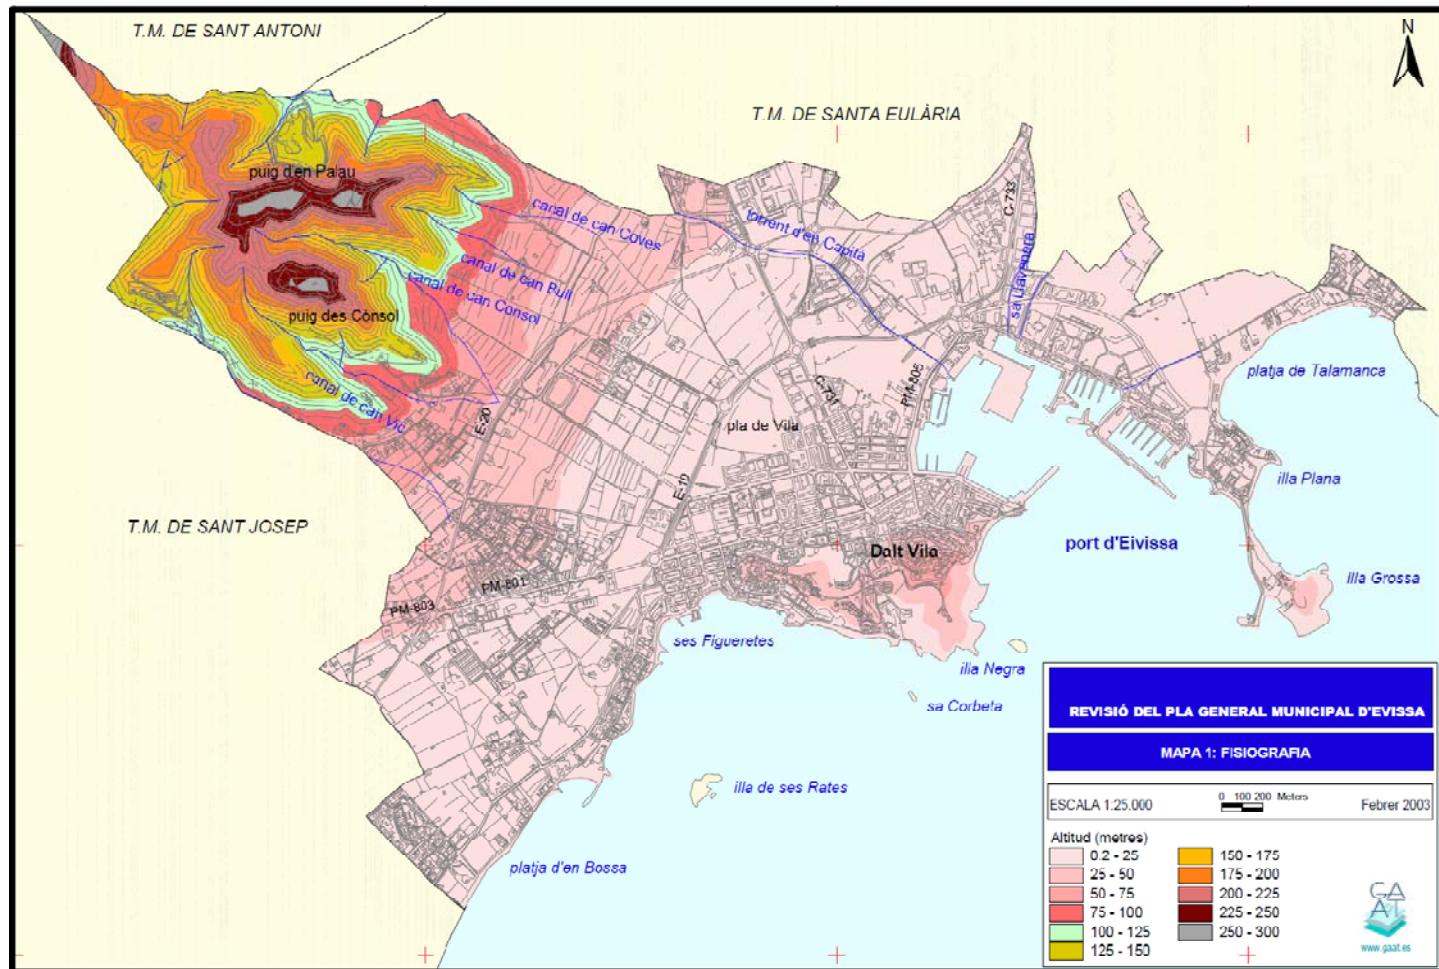 T.M. DE SANT ANTONI
N
T.M. DE SANTA EULÀRIA
puig d'en Palau
canal de can Coves
torrent d'en Capità
C-733
sa Llavenera
canal de can Rull
canal de can Consol
puig des Cònsol
canal de can Vic
E-20
C-731
PM-805
platja de Talamanca
pla de Vila
E-10
illa Plana
T.M. DE SANT JOSEP
Dalt Vila
port d'Eivissa
illa Grossa
PM-801
PM-803
ses Figueretes
illa Negra
sa Corbeta
illa de ses Rates
platja d'en Bossa
REVISIÓ DEL PLA GENERAL MUNICIPAL D'EVISSA
MAPA 1: FISIOGRAFIA
ESCALA 1:25.000
0 100 200 Meters
Febrer 2003
Altitud (metres)
0.2 - 25
25 - 50
50 - 75
75 - 100
100 - 125
125 - 150
150 - 175
175 - 200
200 - 225
225 - 250
250 - 300
GAAT
www.gaat.es